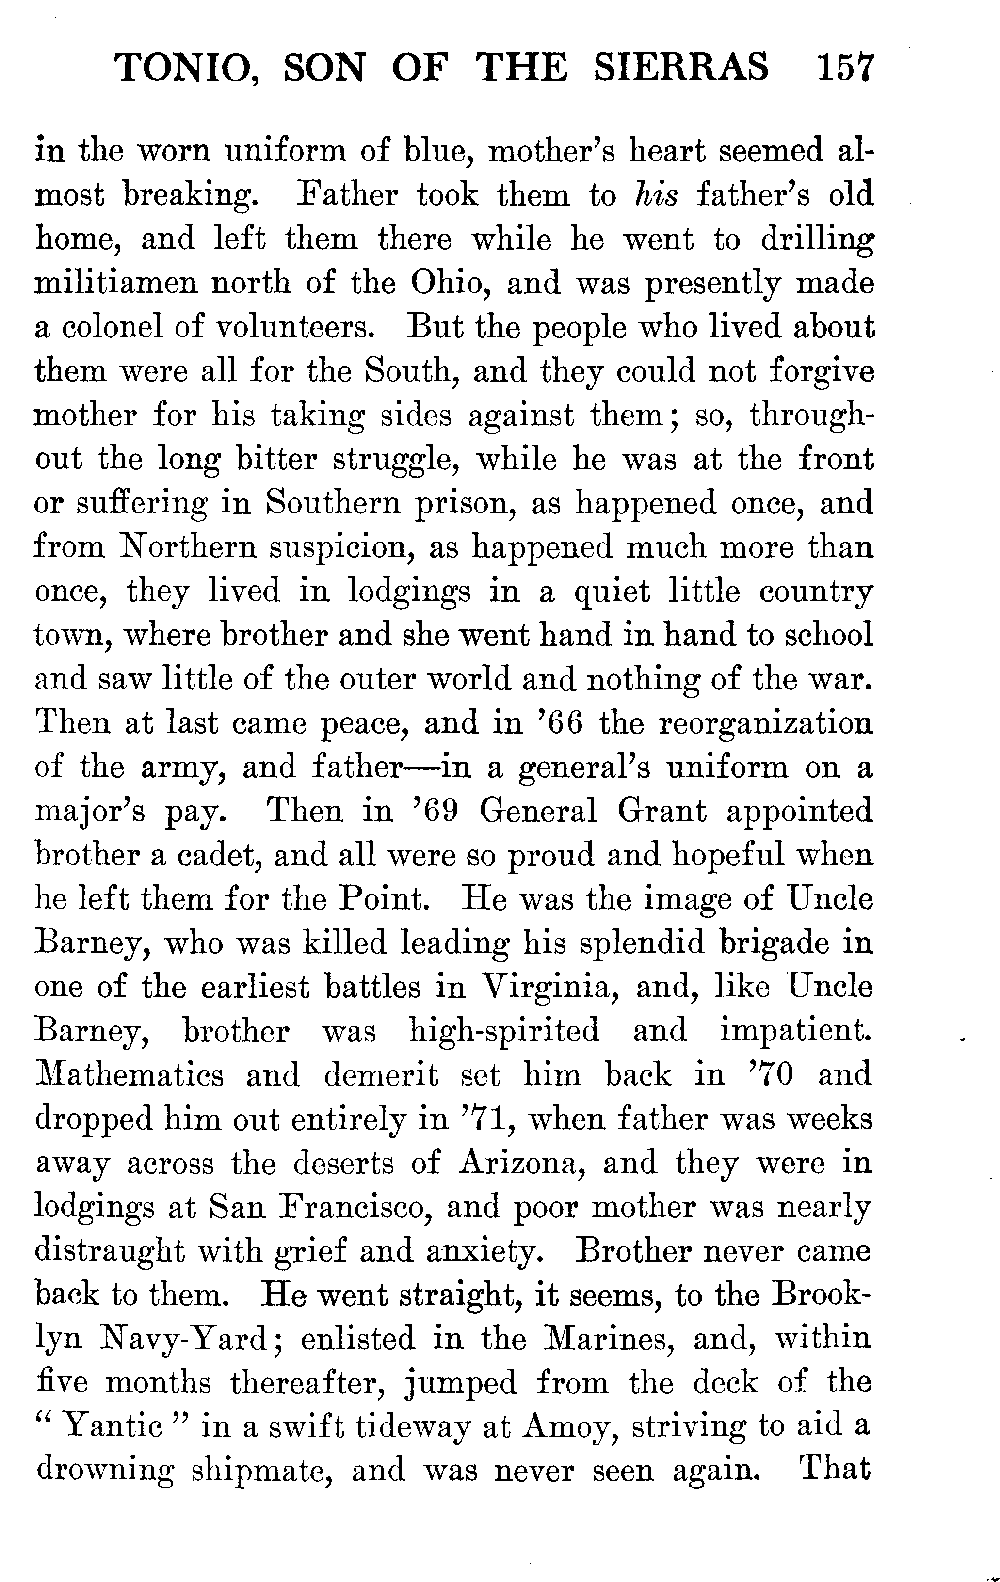 TONIO, SON OF THE SIERRAS 157
in the worn uniform of blue, mother's heart seemed al-
most breaking. Father took them to his father's old
home, and left them there while he went to drilling
militiamen north of the Ohio, and was presently made
a colonel of volunteers. But the people who lived about
them were all for the South, and they could not forgive
mother for his taking sides against them; so, through-
out the long bitter struggle, while he was at the front
or suffering in Southern prison, as happened once, and
from Northern suspicion, as happened much more than
once, they lived in lodgings in a quiet little country
town, where brother and she went hand in hand to school
and saw little of the outer world and nothing of the war.
Then at last came peace, and in '66 the reorganization
of the army, and father—in a general's uniform on a
major's pay. Then in '69 General Grant appointed
brother a cadet, and all were so proud and hopeful when
he left them for the Point. He was the image of Uncle
Barney, who was killed leading his splendid brigade in
one of the earliest battles in Virginia, and, like Uncle
Barney, brother was high-spirited and impatient.
Mathematics and demerit set him back in '70 and
dropped him out entirely in '71, when father was weeks
away across the deserts of Arizona, and they were in
lodgings at San Francisco, and poor mother was nearly
distraught with grief and anxiety. Brother never came
back to them. He went straight, it seems, to the Brook-
lyn Navy-Yard; enlisted in the Marines, and, within
five months thereafter, jumped from the deck of the
" Yantic " in a swift tideway at Amoy, striving to aid a
drowning shipmate, and was never seen again. That